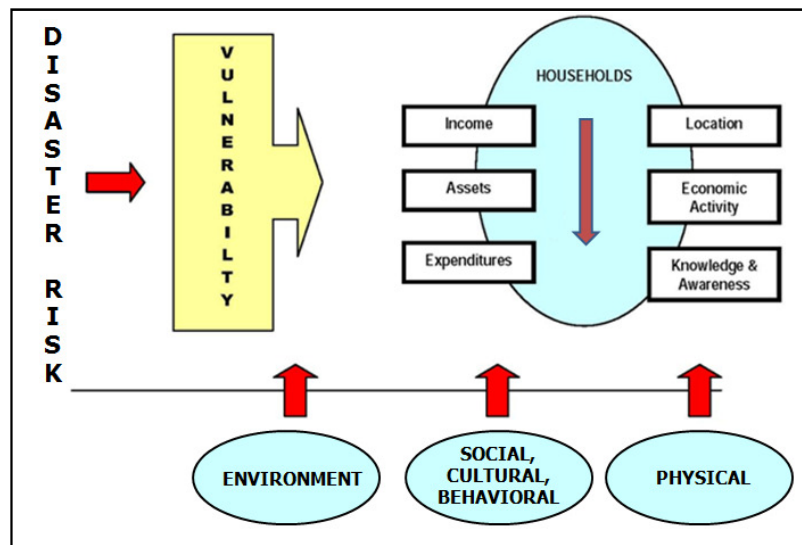 DISASTER RISK
VULNERABILTY
HOUSEHOLDS
Income
Assets
Expenditures
Location
Economic
Activity
Knowledge &
Awareness
ENVIRONMENT
SOCIAL,
CULTURAL,
BEHAVIORAL
PHYSICAL